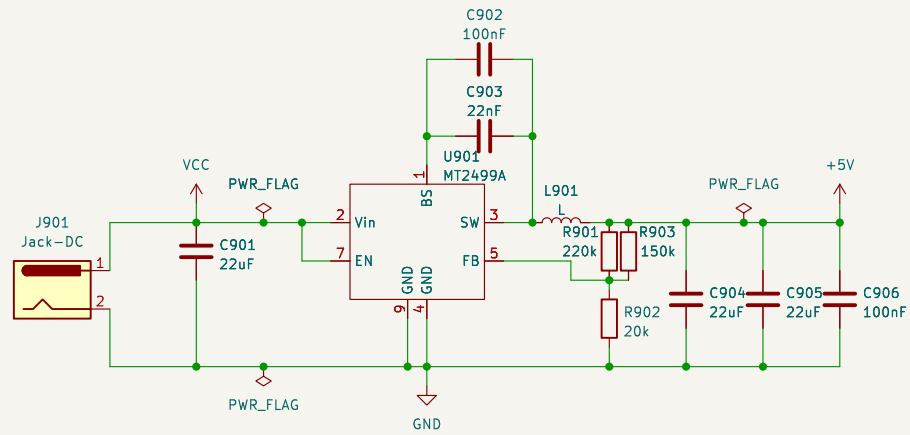 C902
100nF
C903
22nF
U901
MT2499A
VCC
PWR_FLAG
PWR_FLAG
+5V
L901
L
1
BS
J901
Jack-DC
2
Vin
SW
3
R901
220k
R903
150k
C901
22uF
1
7
EN
FB
5
GND
GND
2
9
4
R902
20k
C904
22uF
C905
22uF
C906
100nF
PWR_FLAG
GND